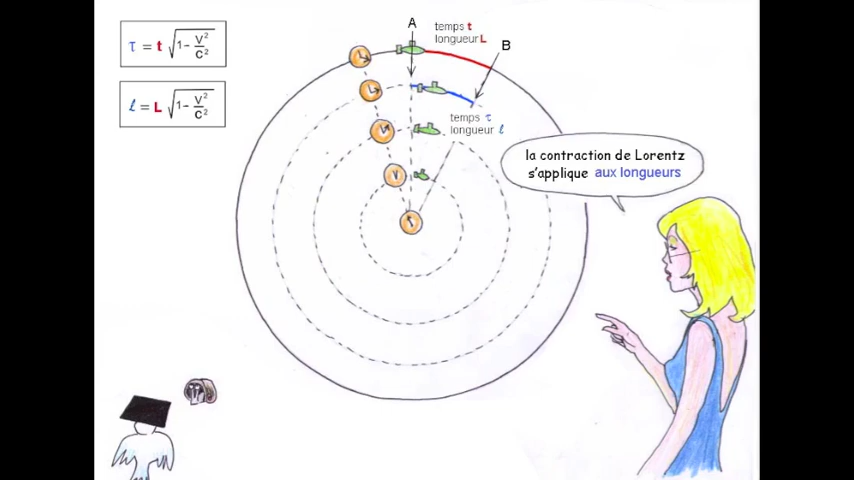 τ = t √1 - v²/c²
ℓ = L √1 - v²/c²
A
temps t
longueur L
B
temps τ
longueur ℓ
la contraction de Lorentz
s'applique aux longueurs